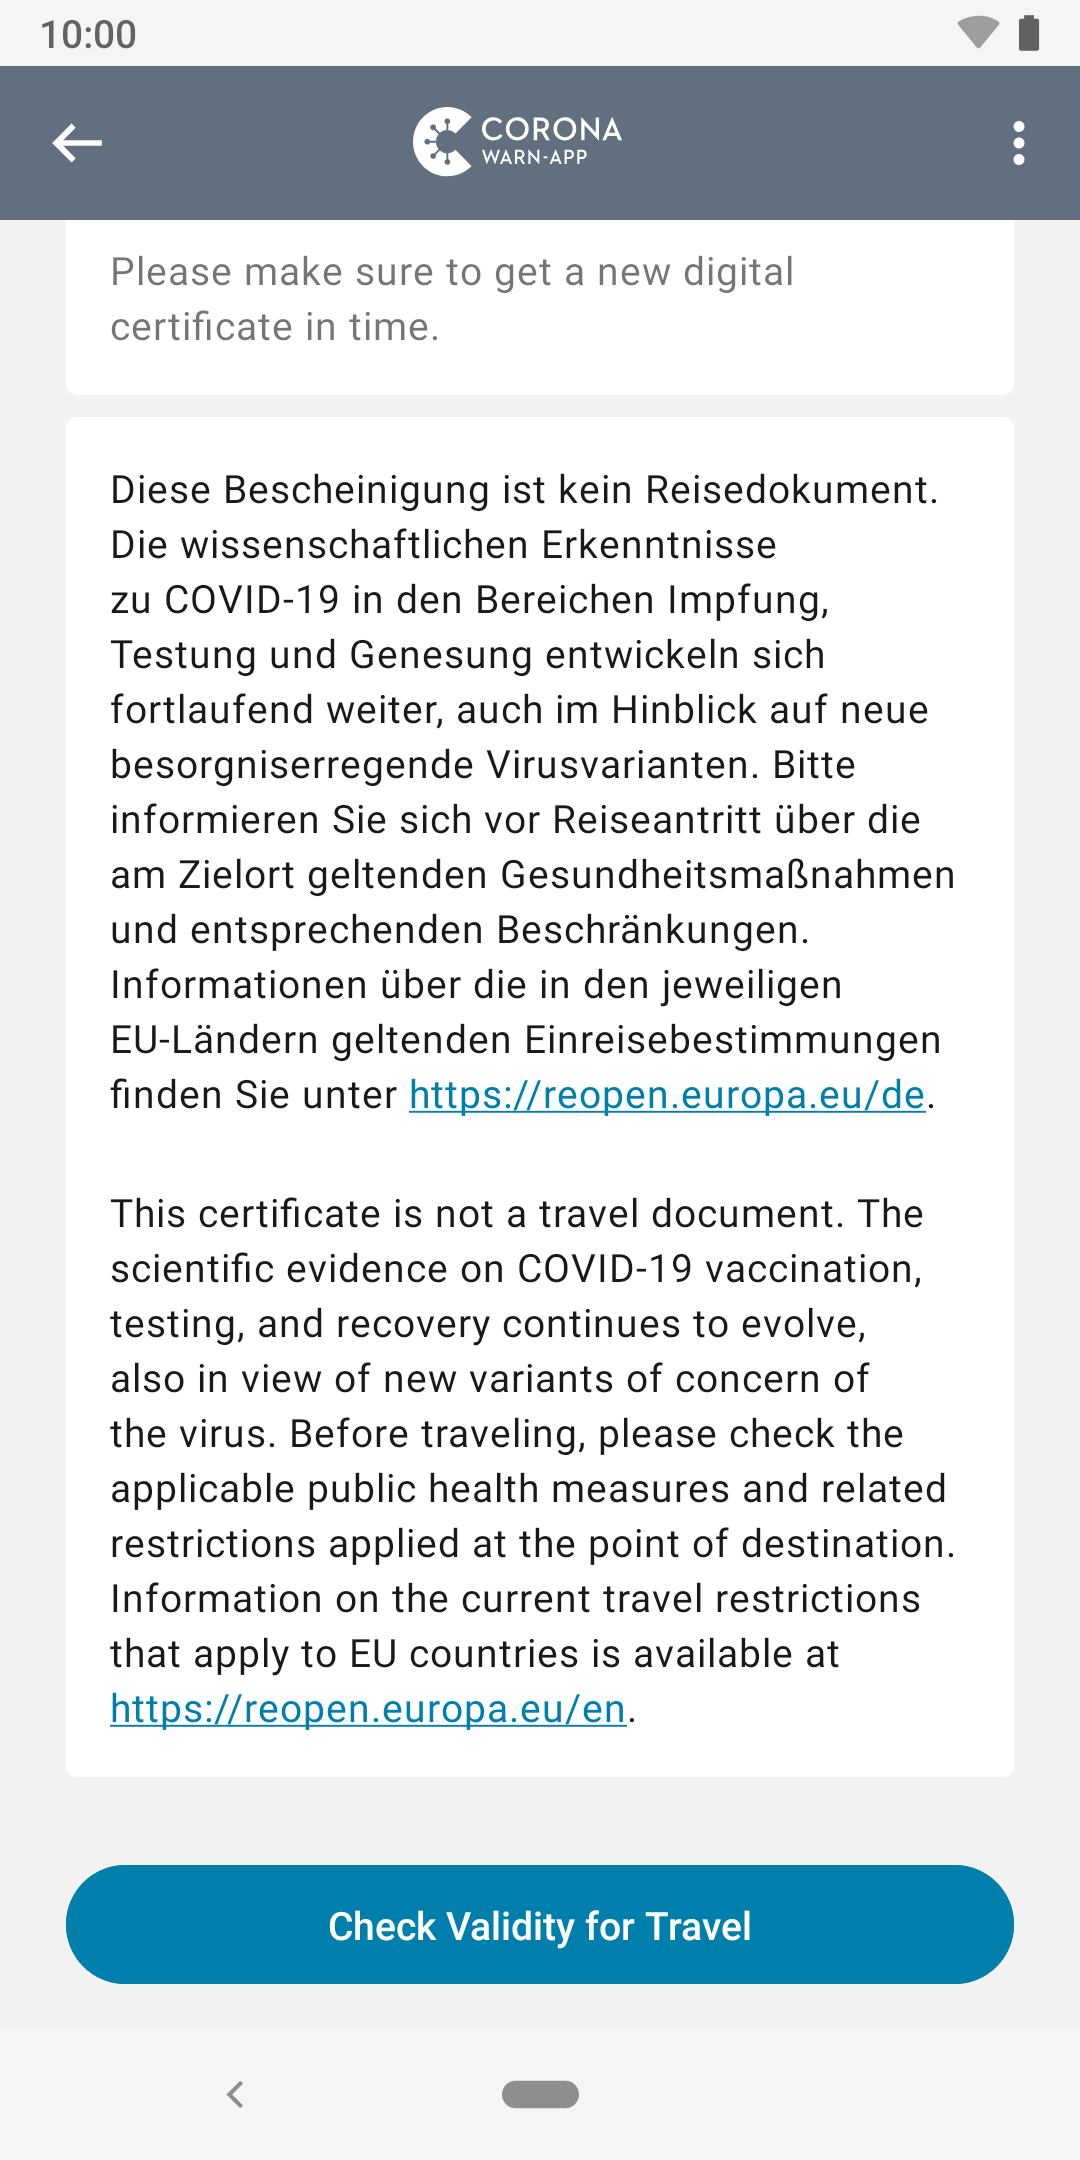 10:00
CORONA
WARN-APP
Please make sure to get a new digital
certificate in time.
Diese Bescheinigung ist kein Reisedokument.
Die wissenschaftlichen Erkenntnisse
zu COVID-19 in den Bereichen Impfung,
Testung und Genesung entwickeln sich
fortlaufend weiter, auch im Hinblick auf neue
besorgniserregende Virusvarianten. Bitte
informieren Sie sich vor Reiseantritt über die
am Zielort geltenden Gesundheitsmaßnahmen
und entsprechenden Beschränkungen.
Informationen über die in den jeweiligen
EU-Ländern geltenden Einreisebestimmungen
finden Sie unter https://reopen.europa.eu/de.
This certificate is not a travel document. The
scientific evidence on COVID-19 vaccination,
testing, and recovery continues to evolve,
also in view of new variants of concern of
the virus. Before traveling, please check the
applicable public health measures and related
restrictions applied at the point of destination.
Information on the current travel restrictions
that apply to EU countries is available at
https://reopen.europa.eu/en.
Check Validity for Travel